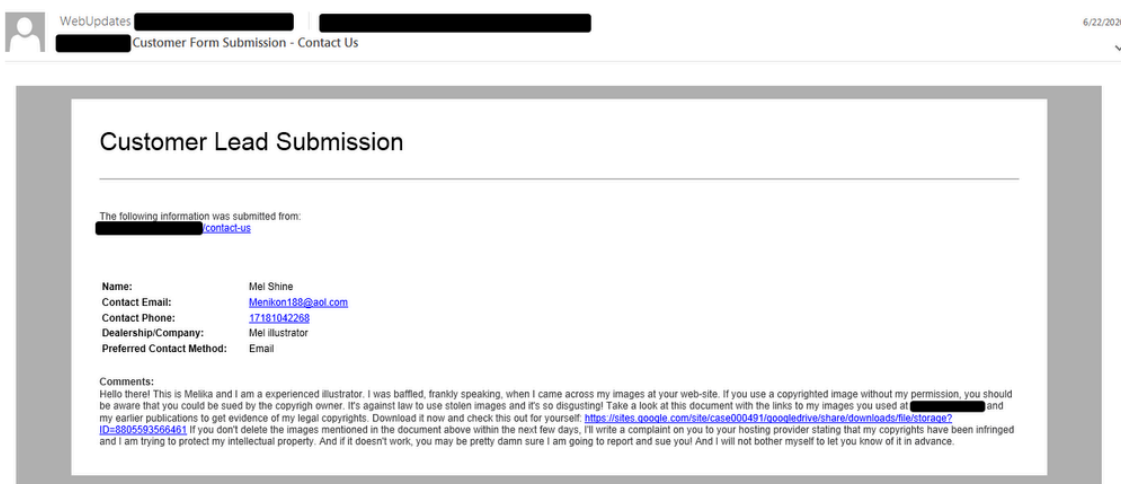 WebUpdates
6/22/2020
Customer Form Submission - Contact Us
Customer Lead Submission
The following information was submitted from:
/contact-us
Name: Mel Shine
Contact Email: Menikon188@aol.com
Contact Phone: 17181042268
Dealership/Company: Mel illustrator
Preferred Contact Method: Email
Comments:
Hello there! This is Melika and I am a experienced illustrator. I was baffled, frankly speaking, when I came across my images at your web-site. If you use a copyrighted image without my permission, you should
be aware that you could be sued by the copyrigh owner. It's against law to use stolen images and it's so disgusting! Take a look at this document with the links to my images you used at and
my earlier publications to get evidence of my legal copyrights. Download it now and check this out for yourself: https://sites.google.com/site/case000491/googledrive/share/downloads/file/storage?
ID=8805593566461 If you don't delete the images mentioned in the document above within the next few days, I'll write a complaint on you to your hosting provider stating that my copyrights have been infringed
and I am trying to protect my intellectual property. And if it doesn't work, you may be pretty damn sure I am going to report and sue you! And I will not bother myself to let you know of it in advance.